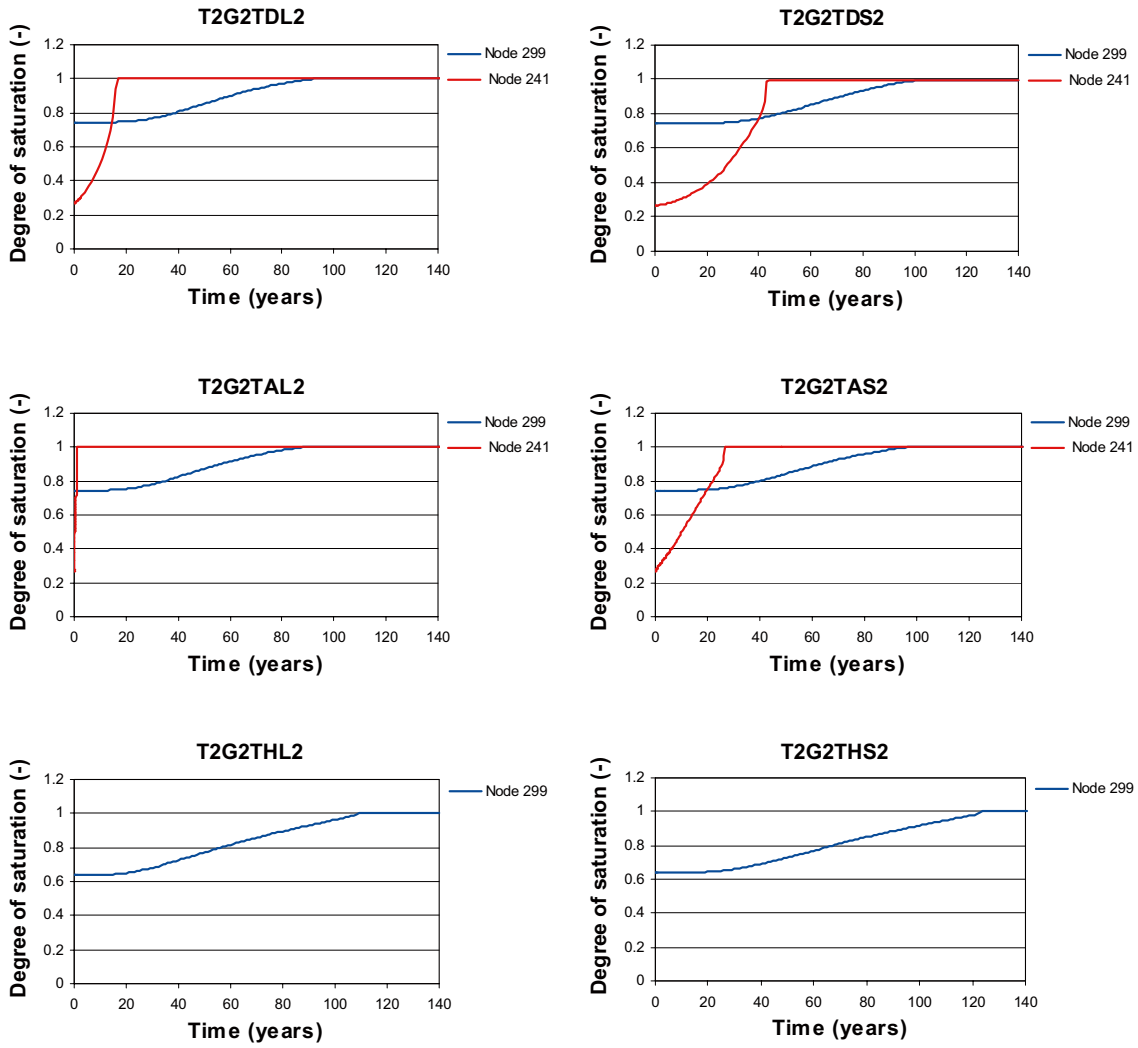 T2G2TDL2
Degree of saturation (-)
1.2
1
0.8
0.6
0.4
0.2
0
0 20 40 60 80 100 120 140
Time (years)
Node 299
Node 241
T2G2TDS2
Degree of saturation (-)
1.2
1
0.8
0.6
0.4
0.2
0
0 20 40 60 80 100 120 140
Time (years)
Node 299
Node 241
T2G2TAL2
Degree of saturation (-)
1.2
1
0.8
0.6
0.4
0.2
0
0 20 40 60 80 100 120 140
Time (years)
Node 299
Node 241
T2G2TAS2
Degree of saturation (-)
1.2
1
0.8
0.6
0.4
0.2
0
0 20 40 60 80 100 120 140
Time (years)
Node 299
Node 241
T2G2THL2
Degree of saturation (-)
1.2
1
0.8
0.6
0.4
0.2
0
0 20 40 60 80 100 120 140
Time (years)
Node 299
T2G2THS2
Degree of saturation (-)
1.2
1
0.8
0.6
0.4
0.2
0
0 20 40 60 80 100 120 140
Time (years)
Node 299